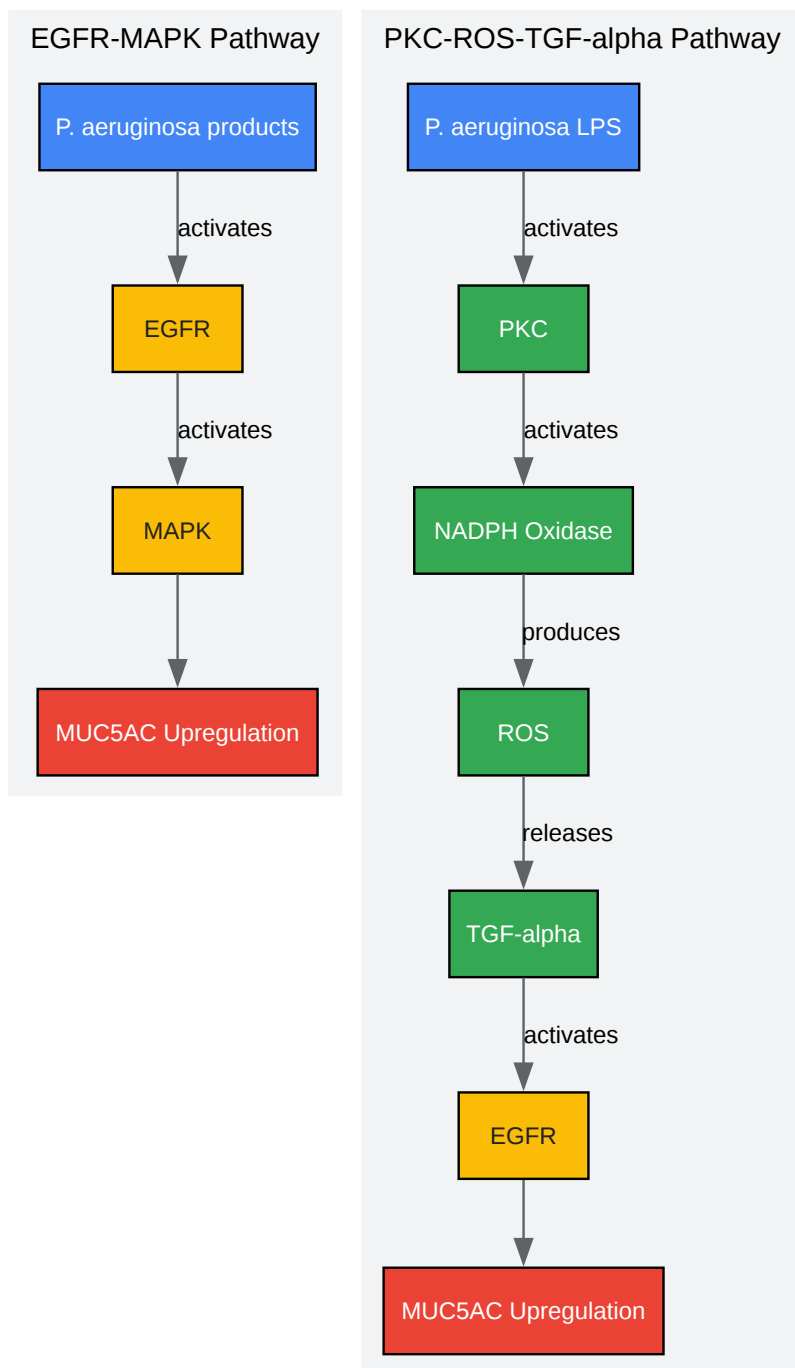 EGFR-MAPK Pathway
P. aeruginosa products
activates
EGFR
activates
MAPK
MUC5AC Upregulation
PKC-ROS-TGF-alpha Pathway
P. aeruginosa LPS
activates
PKC
activates
NADPH Oxidase
produces
ROS
releases
TGF-alpha
activates
EGFR
MUC5AC Upregulation